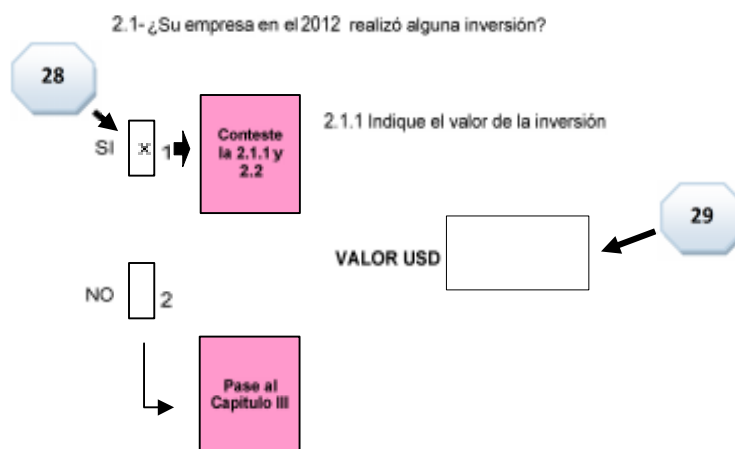 2.1- ¿Su empresa en el 2012 realizó alguna inversión?
28
SI x 1
Conteste
la 2.1.1 y
2.2
2.1.1 Indique el valor de la inversión
29
VALOR USD
NO 2
Pase al
Capitulo III